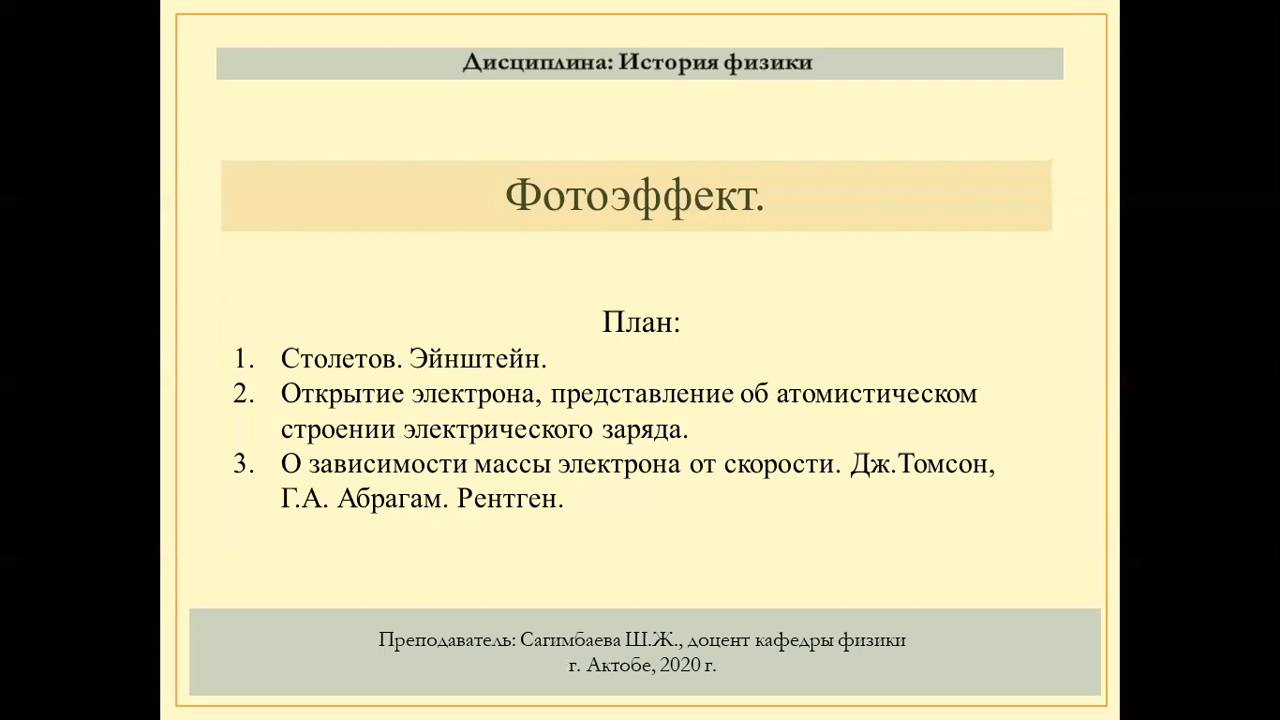 Дисциплина: История физики
Фотоэффект.
План:
1. Столетов. Эйнштейн.
2. Открытие электрона, представление об атомистическом
строении электрического заряда.
3. О зависимости массы электрона от скорости. Дж.Томсон,
Г.А. Абрагам. Рентген.
Преподаватель: Сагимбаева Ш.Ж., доцент кафедры физики
г. Актобе, 2020 г.